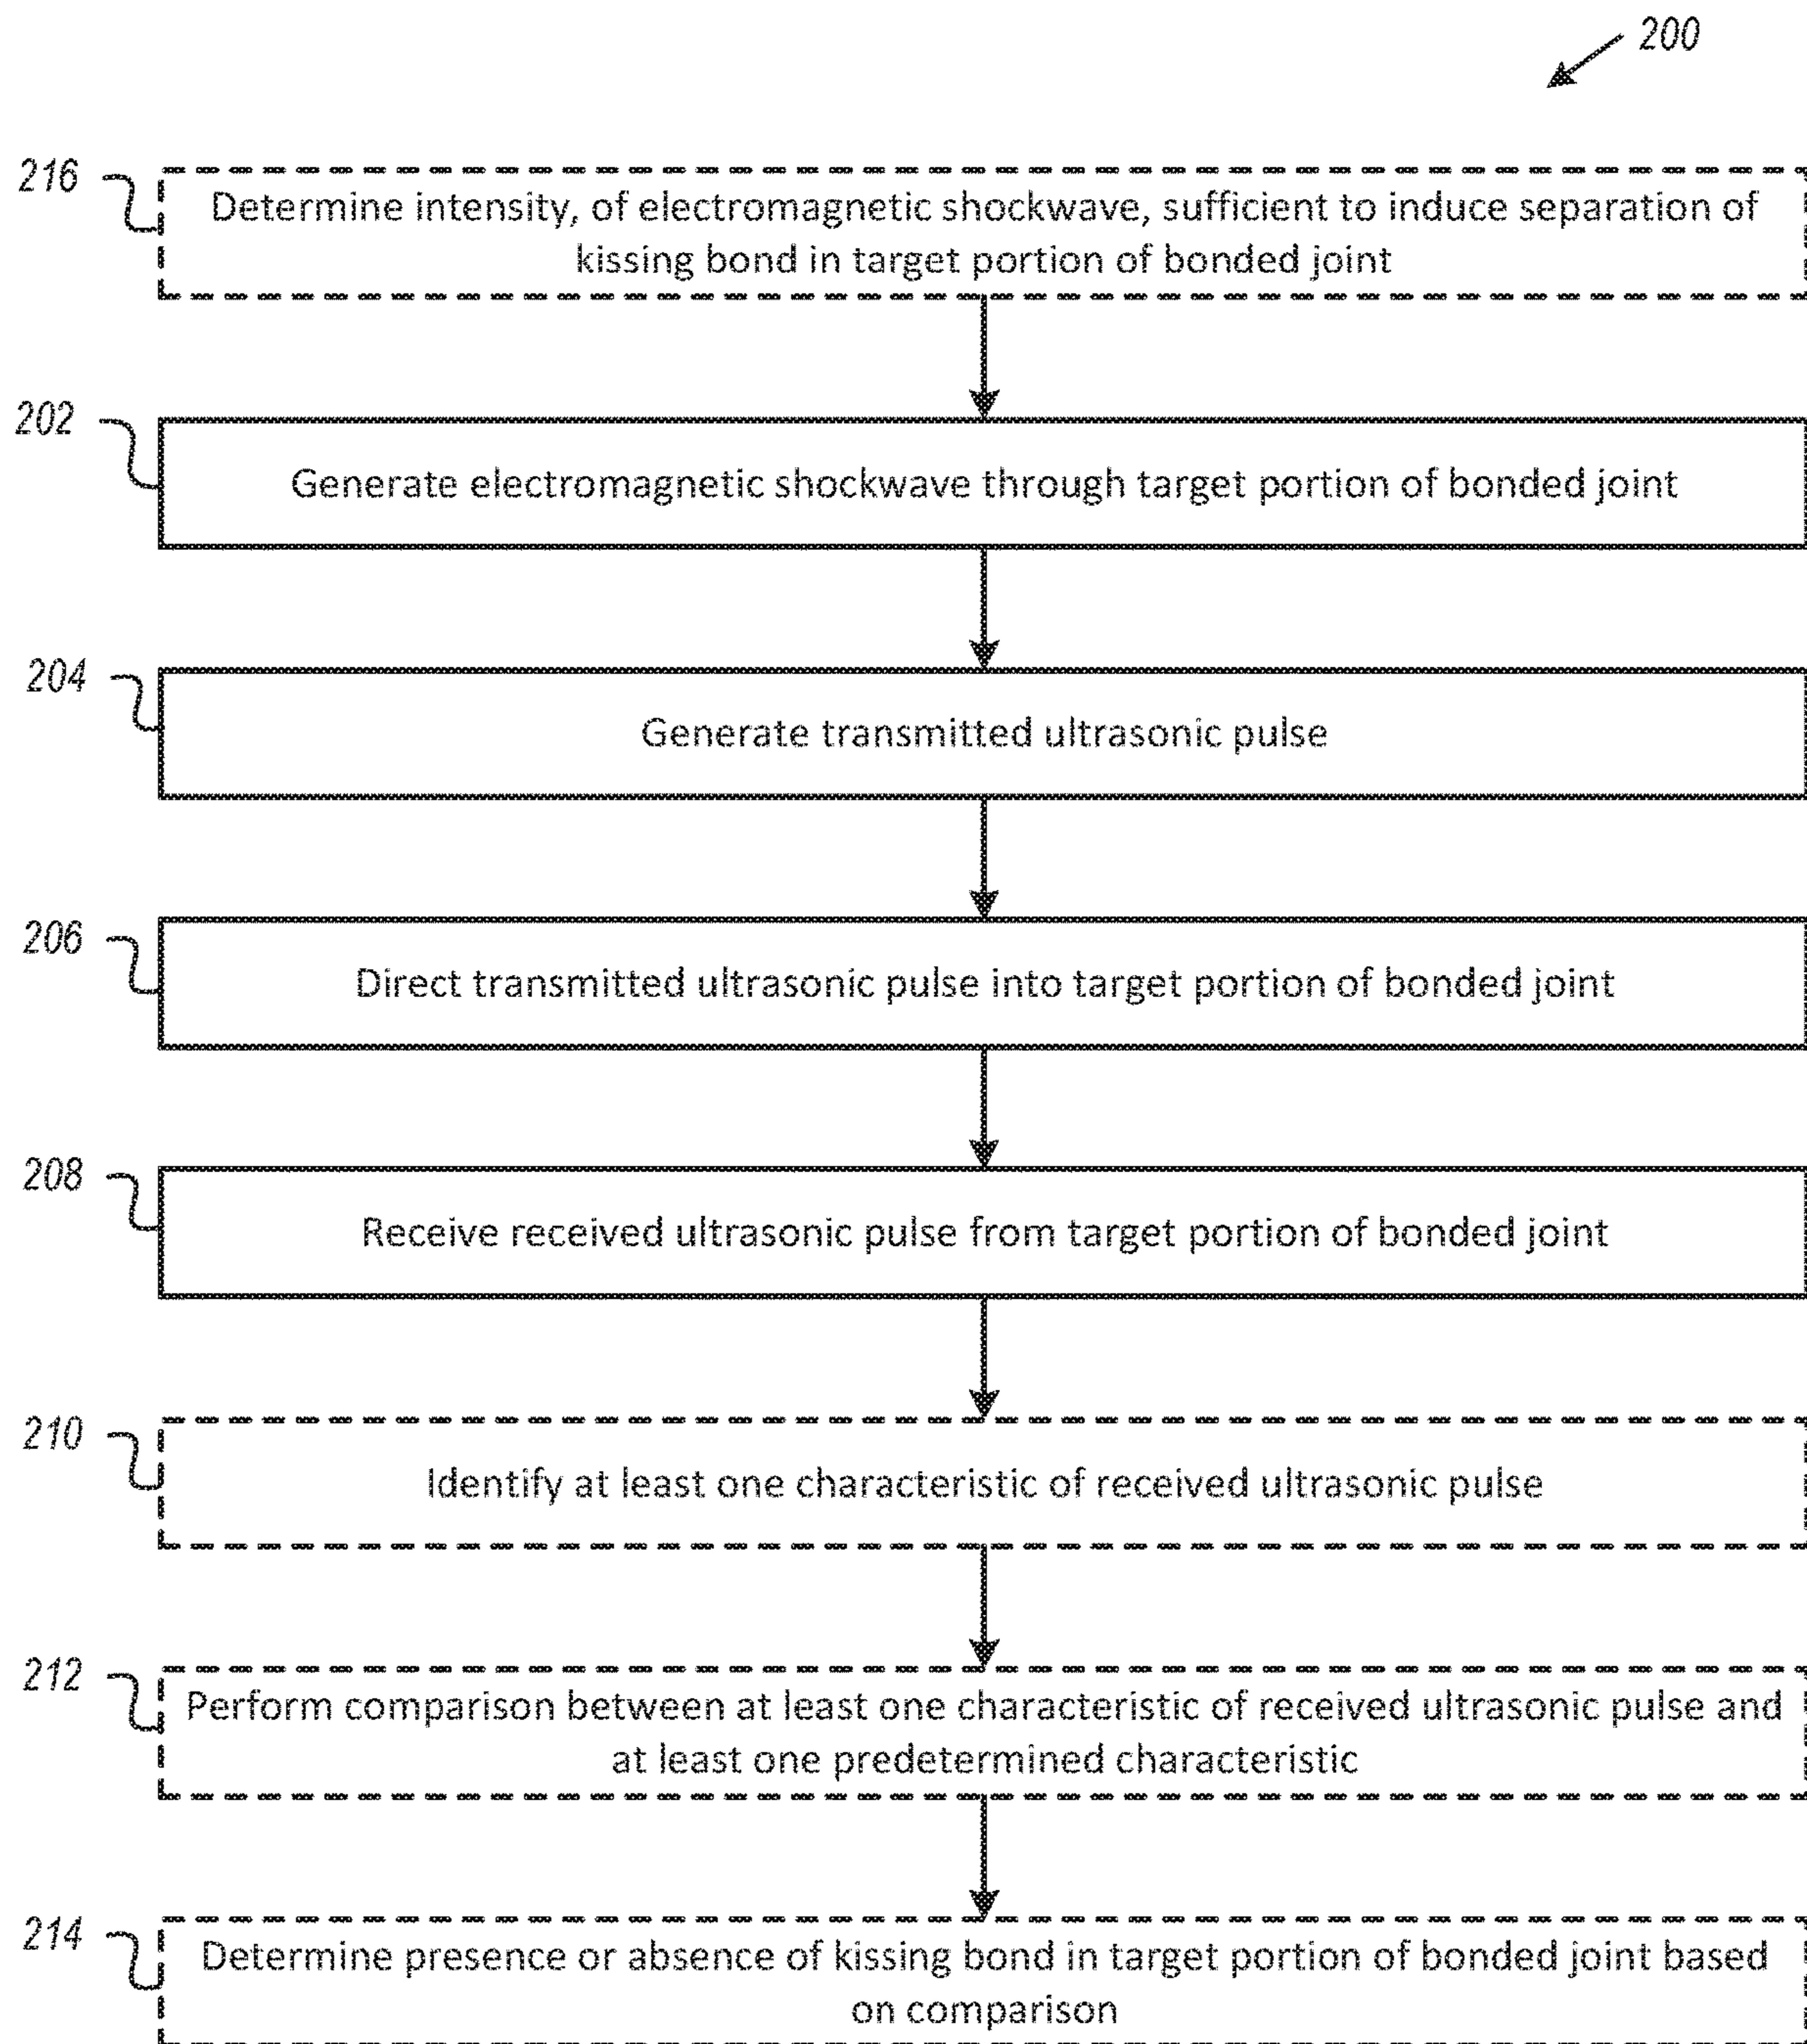 200
216
Determine intensity, of electromagnetic shockwave, sufficient to induce separation of
kissing bond in target portion of bonded joint
202
Generate electromagnetic shockwave through target portion of bonded joint
204
Generate transmitted ultrasonic pulse
206
Direct transmitted ultrasonic pulse into target portion of bonded joint
208
Receive received ultrasonic pulse from target portion of bonded joint
210
Identify at least one characteristic of received ultrasonic pulse
212
Perform comparison between at least one characteristic of received ultrasonic pulse and
at least one predetermined characteristic
214
Determine presence or absence of kissing bond in target portion of bonded joint based
on comparison